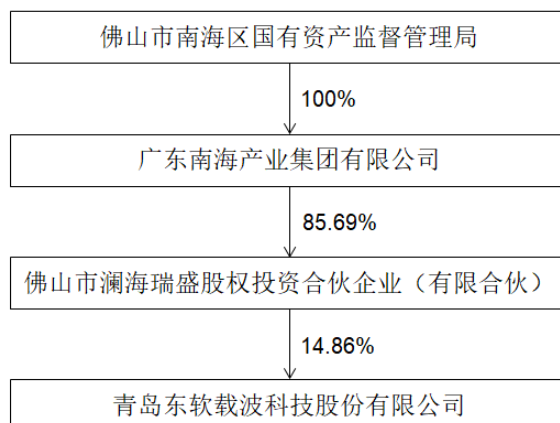 佛山市南海区国有资产监督管理局
100%
广东南海产业集团有限公司
85.69%
佛山市澜海瑞盛股权投资合伙企业（有限合伙）
14.86%
青岛东软载波科技股份有限公司